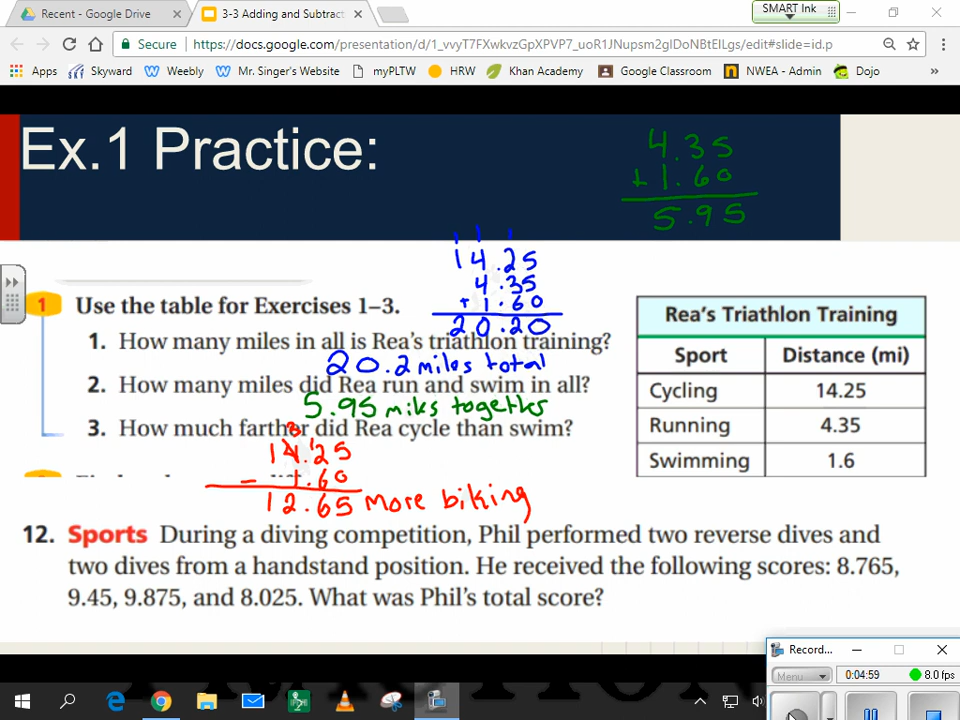 Recent - Google Drive
3-3 Adding and Subtract
SMART Ink
Secure
https://docs.google.com/presentation/d/1_vvyT7FXwkvzGpXPVP7_uoR1JNupsm2glDoNBtElLgs/edit#slide=id.p
Apps Skyward Weebly Mr. Singer's Website myPLTW HRW Khan Academy Google Classroom NWEA - Admin Dojo »
Ex.1 Practice:
4.35
+ 1.60
5.95
1 1 1
14.25
4.35
+ 1.60
20.20
1 Use the table for Exercises 1–3.
1. How many miles in all is Rea's triathlon training?
20.2 miles total
2. How many miles did Rea run and swim in all?
5.95 miles together
3. How much farther did Rea cycle than swim?
3 1
14.25
- 1.60
12.65 more biking
Rea's Triathlon Training
Sport Distance (mi)
Cycling 14.25
Running 4.35
Swimming 1.6
12. Sports During a diving competition, Phil performed two reverse dives and
two dives from a handstand position. He received the following scores: 8.765,
9.45, 9.875, and 8.025. What was Phil's total score?
Record...
Menu
0:04:59
8.0 fps